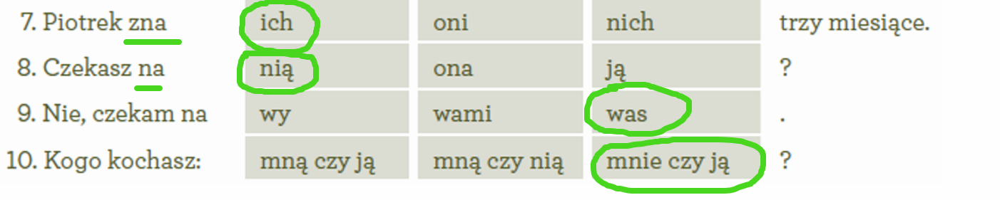 7. Piotrek zna ich oni nich trzy miesiące.
8. Czekasz na nią ona ją ?
9. Nie, czekam na wy wami was .
10. Kogo kochasz: mną czy ją mną czy nią mnie czy ją ?